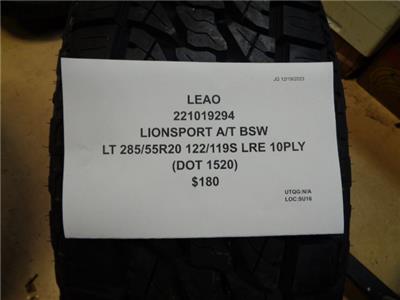 JG 12/19/2023
LEAO
221019294
LIONSPORT A/T BSW
LT 285/55R20 122/119S LRE 10PLY
(DOT 1520)
$180
UTQG:N/A
LOC:5U16